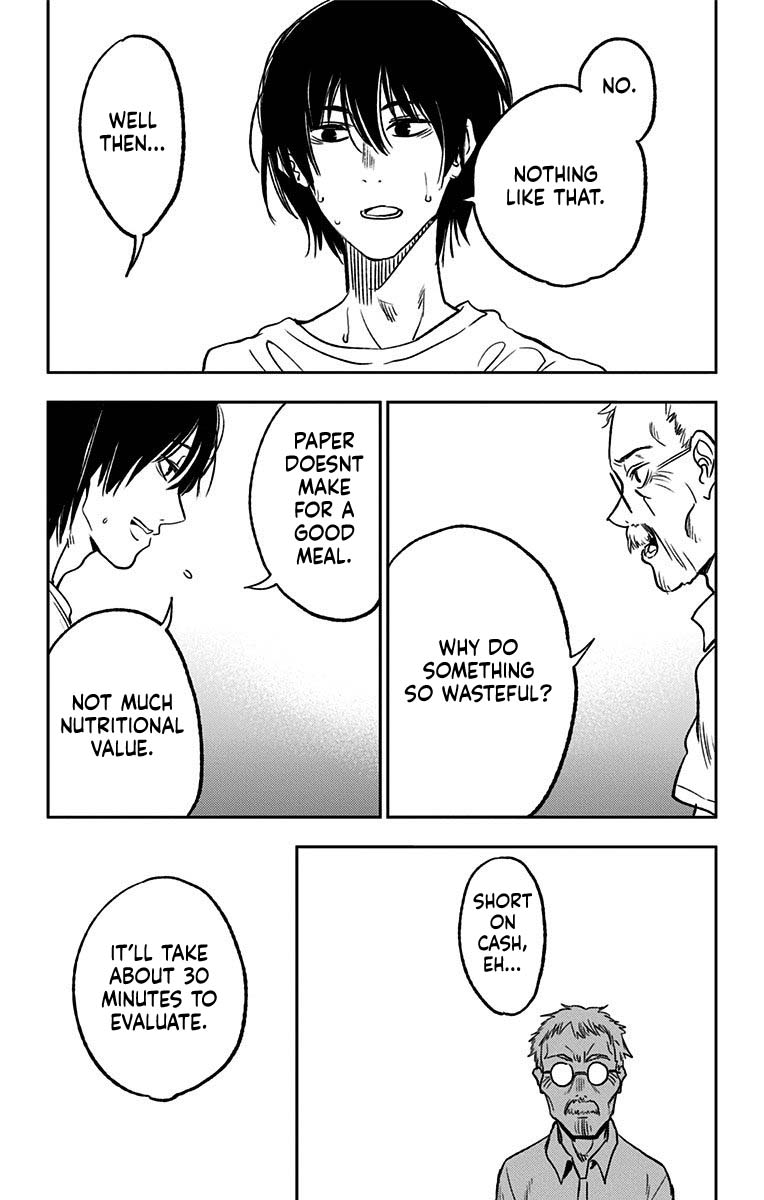 NO.
NOTHING
LIKE THAT.
WELL
THEN...
WHY DO
SOMETHING
SO WASTEFUL?
PAPER
DOESNT
MAKE
FOR A
GOOD
MEAL.
NOT MUCH
NUTRITIONAL
VALUE.
SHORT
ON
CASH,
EH...
IT'LL TAKE
ABOUT 30
MINUTES TO
EVALUATE.